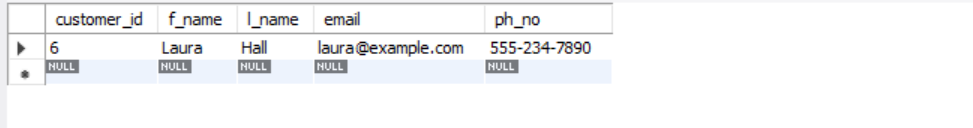 customer_id f_name l_name email ph_no
6 Laura Hall laura@example.com 555-234-7890
NULL NULL NULL NULL NULL